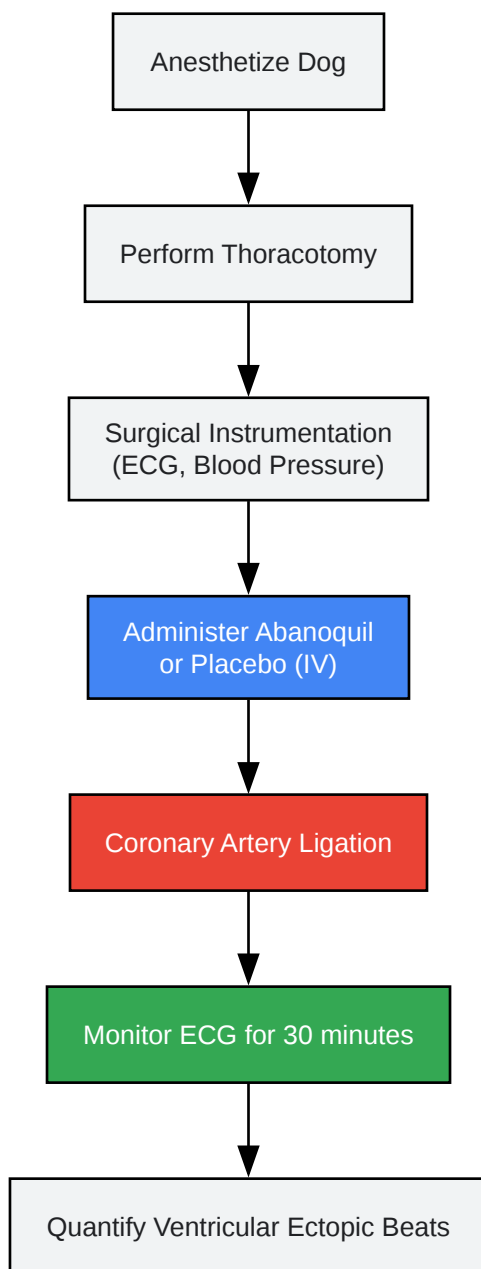 Anesthetize Dog
Perform Thoracotomy
Surgical Instrumentation
(ECG, Blood Pressure)
Administer Abanoquil
or Placebo (IV)
Coronary Artery Ligation
Monitor ECG for 30 minutes
Quantify Ventricular Ectopic Beats